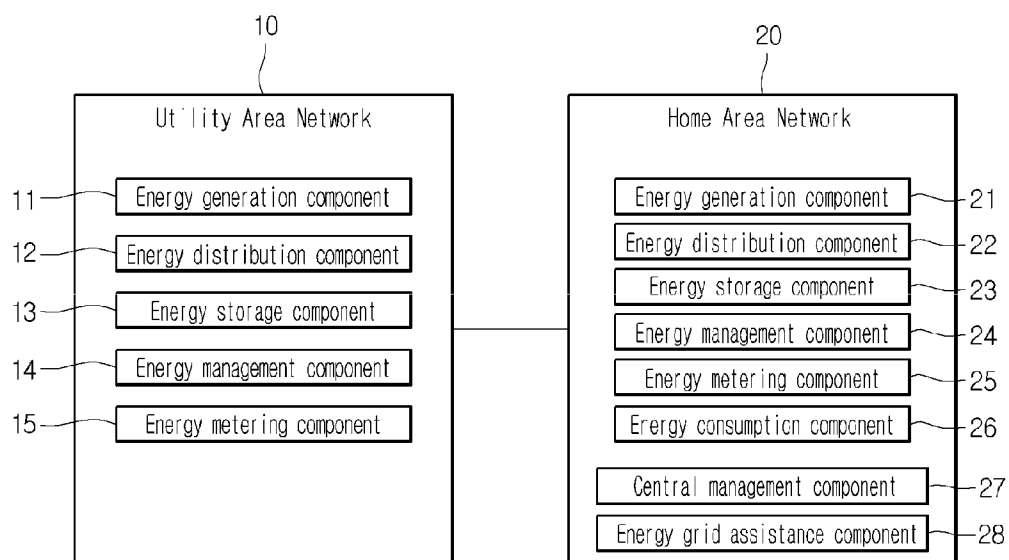 10
20
Utility Area Network
Home Area Network
11
Energy generation component
12
Energy distribution component
13
Energy storage component
14
Energy management component
15
Energy metering component
Energy generation component
21
Energy distribution component
22
Energy storage component
23
Energy management component
24
Energy metering component
25
Energy consumption component
26
Central management component
27
Energy grid assistance component
28